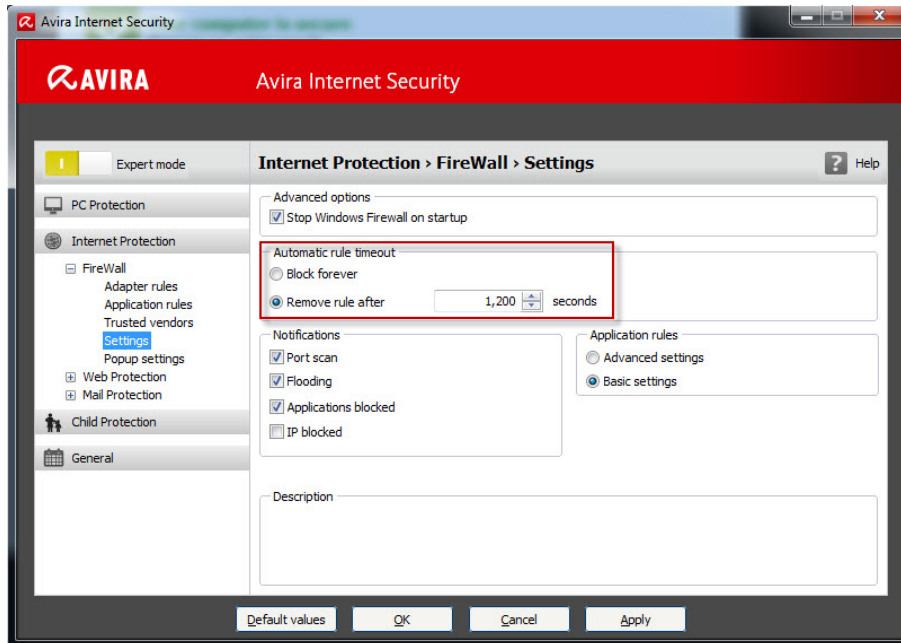 Avira Internet Security
computer is secure
AVIRA
Avira Internet Security
Expert mode
Internet Protection › FireWall › Settings
? Help
PC Protection
Internet Protection
FireWall
Adapter rules
Application rules
Trusted vendors
Settings
Popup settings
Web Protection
Mail Protection
Child Protection
General
Advanced options
Stop Windows Firewall on startup
Automatic rule timeout
Block forever
Remove rule after 1,200 seconds
Notifications
Port scan
Flooding
Applications blocked
IP blocked
Application rules
Advanced settings
Basic settings
Description
Default values OK Cancel Apply